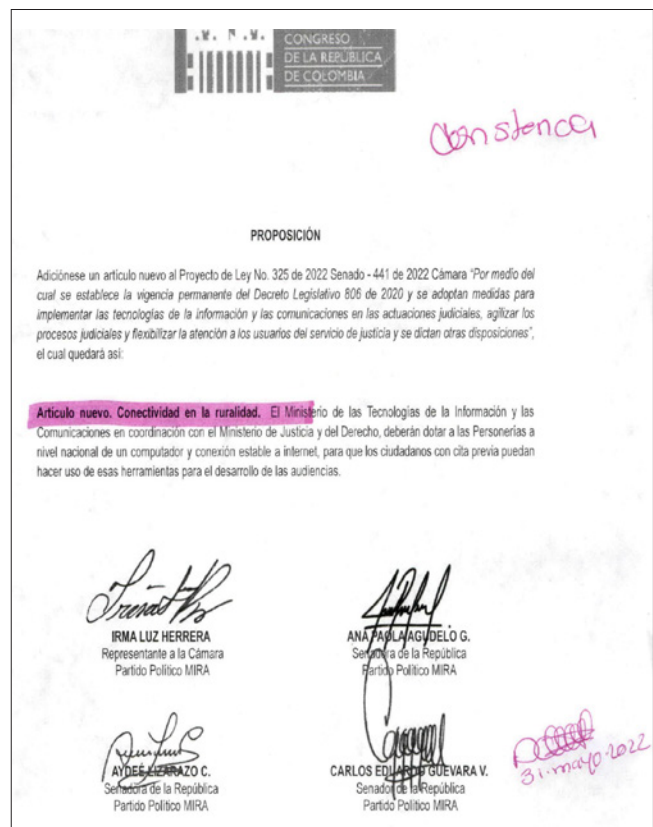 CONGRESO
DE LA REPÚBLICA
DE COLOMBIA
Constancia
PROPOSICIÓN
Adiciónese un artículo nuevo al Proyecto de Ley No. 325 de 2022 Senado - 441 de 2022 Cámara "Por medio del
cual se establece la vigencia permanente del Decreto Legislativo 806 de 2020 y se adoptan medidas para
implementar las tecnologías de la información y las comunicaciones en las actuaciones judiciales, agilizar los
procesos judiciales y flexibilizar la atención a los usuarios del servicio de justicia y se dictan otras disposiciones",
el cual quedará así:
Artículo nuevo. Conectividad en la ruralidad. El Ministerio de las Tecnologías de la Información y las
Comunicaciones en coordinación con el Ministerio de Justicia y del Derecho, deberán dotar a las Personerías a
nivel nacional de un computador y conexión estable a internet, para que los ciudadanos con cita previa puedan
hacer uso de esas herramientas para el desarrollo de las audiencias.
IRMA LUZ HERRERA
Representante a la Cámara
Partido Político MIRA
ANA PAOLA AGUDELO G.
Senadora de la República
Partido Político MIRA
AYDEE LIZARAZO C.
Senadora de la República
Partido Político MIRA
CARLOS EDUARDO GUEVARA V.
Senador de la República
Partido Político MIRA
31-mayo-2022